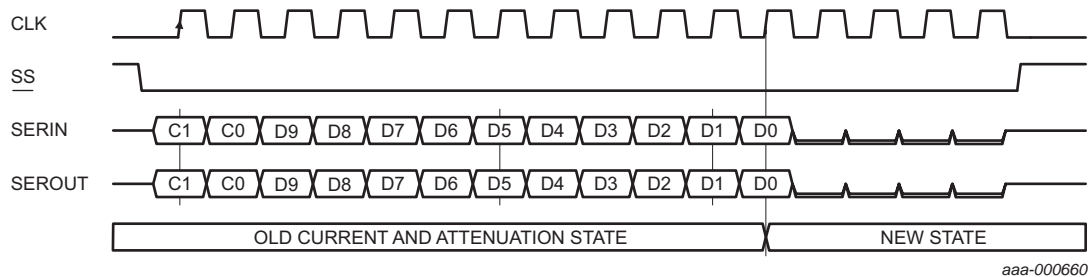 CLK
SS
SERIN C1 C0 D9 D8 D7 D6 D5 D4 D3 D2 D1 D0
SEROUT C1 C0 D9 D8 D7 D6 D5 D4 D3 D2 D1 D0
OLD CURRENT AND ATTENUATION STATE NEW STATE
aaa-000660